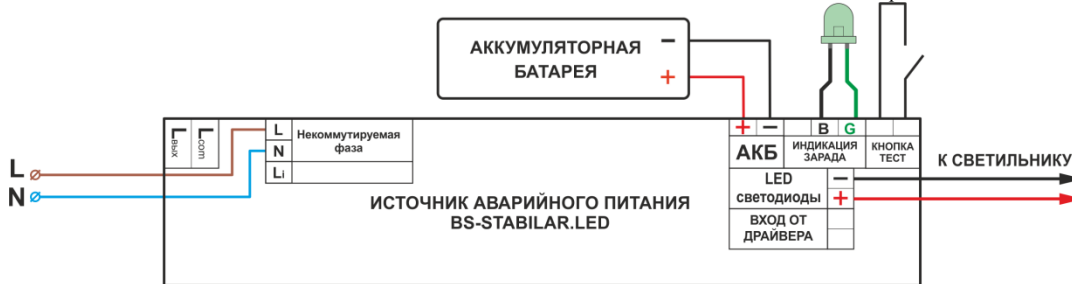 АККУМУЛЯТОРНАЯ −
БАТАРЕЯ +
Lвых
Lcom
L Некоммутируемая
фаза
N
Li
+ −
АКБ
B G
ИНДИКАЦИЯ
ЗАРАДА
КНОПКА
ТЕСТ
L
N
LED −
светодиоды +
ВХОД ОТ
ДРАЙВЕРА
К СВЕТИЛЬНИКУ
ИСТОЧНИК АВАРИЙНОГО ПИТАНИЯ
BS-STABILAR.LED